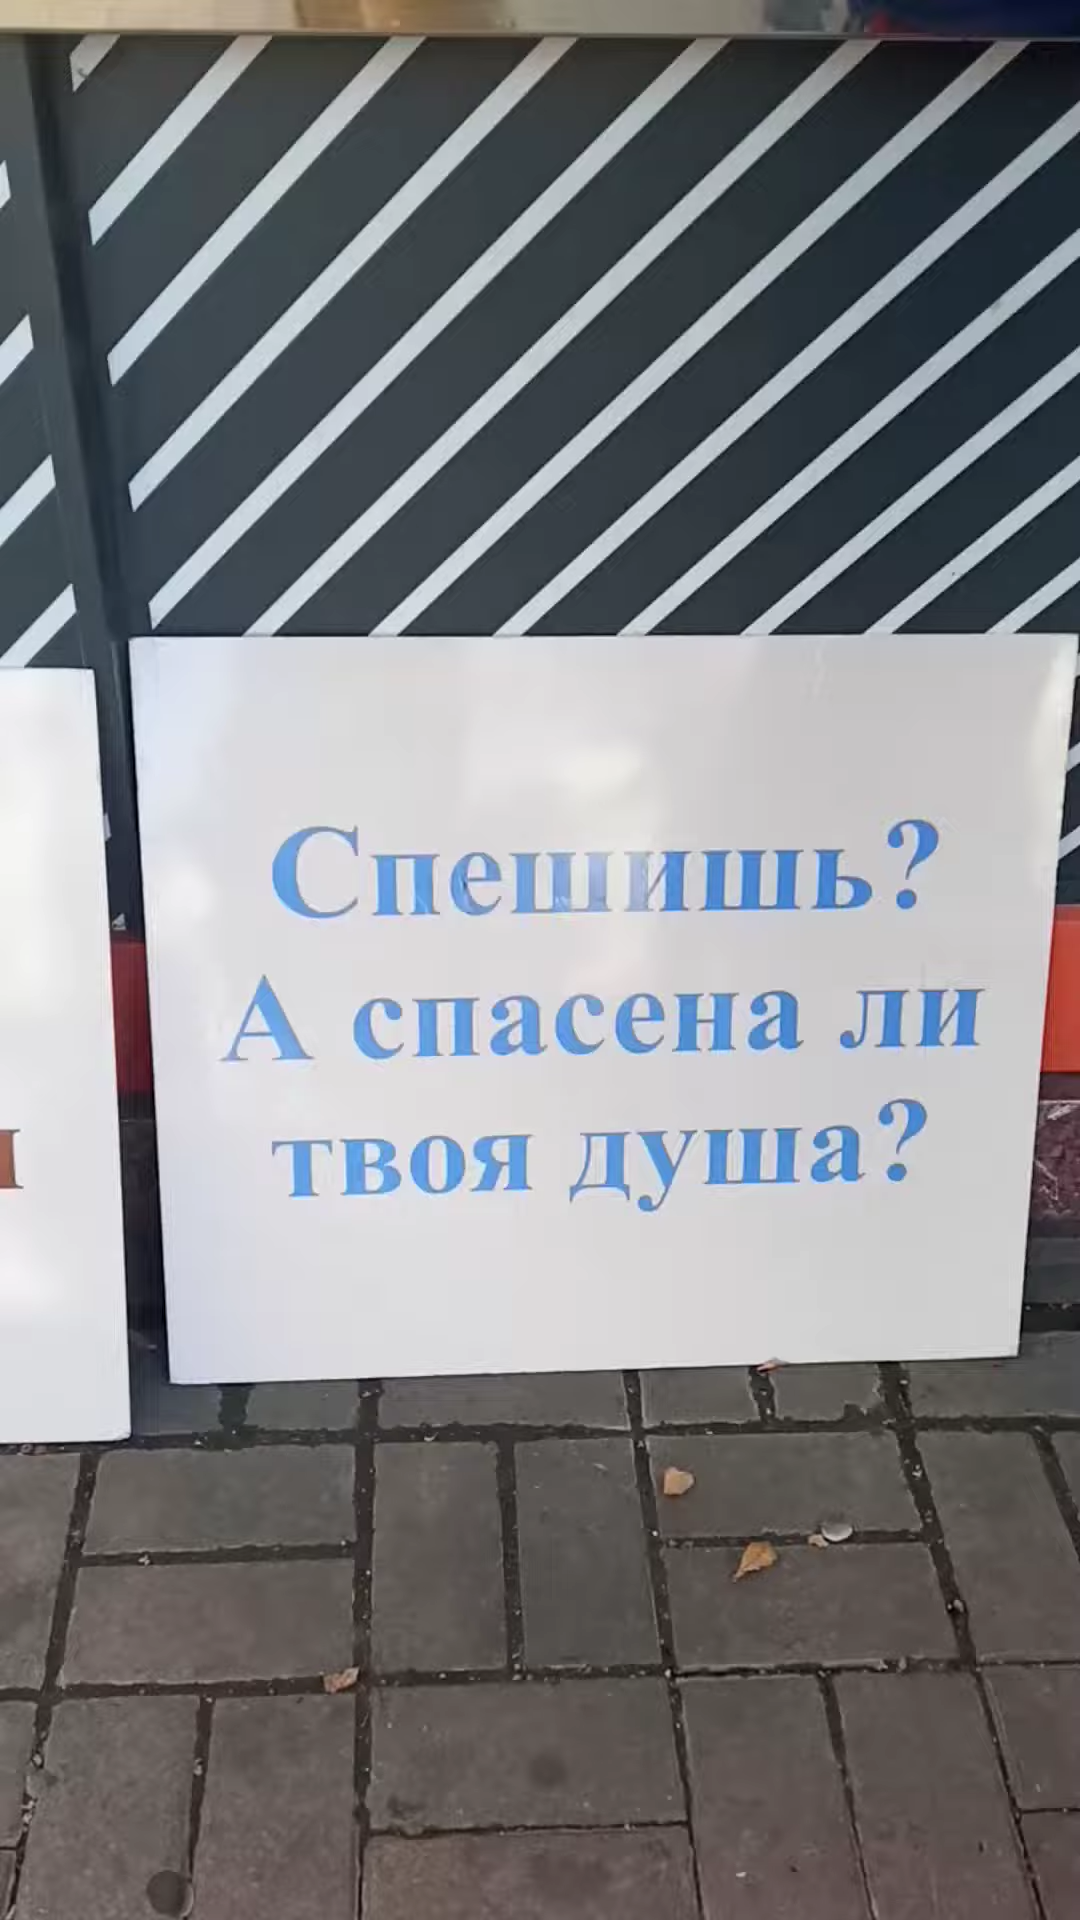 Спешишь?
А спасена ли
твоя душа?